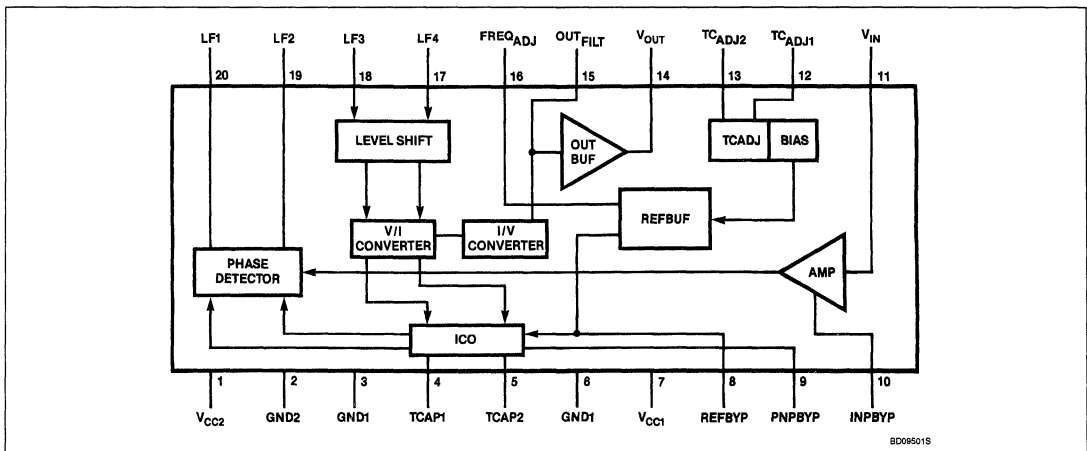 LF1 LF2 LF3 LF4 FREQADJ OUTFILT VOUT TCADJ2 TCADJ1 VIN
20 19 18 17 16 15 14 13 12 11
LEVEL SHIFT
OUT
BUF
TCADJ BIAS
V/I
CONVERTER
I/V
CONVERTER
REFBUF
PHASE
DETECTOR
AMP
ICO
1 2 3 4 5 6 7 8 9 10
VCC2 GND2 GND1 TCAP1 TCAP2 GND1 VCC1 REFBYP PNPBYP INPBYP
BD09501S